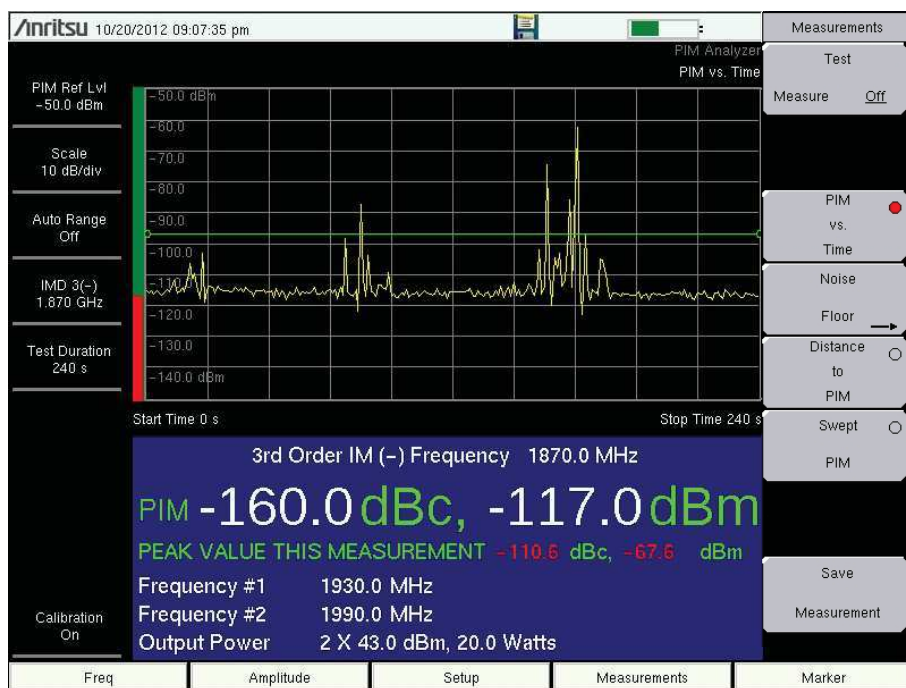 Anritsu 10/20/2012 09:07:35 pm
Measurements
PIM Analyzer
PIM vs. Time
PIM Ref Lvl
-50.0 dBm
Scale
10 dB/div
Auto Range
Off
IMD 3(-)
1.870 GHz
Test Duration
240 s
Calibration
On
-50.0 dBm
-60.0
-70.0
-80.0
-90.0
-100.0
-110.0
-120.0
-130.0
-140.0 dBm
Start Time 0 s
Stop Time 240 s
3rd Order IM (-) Frequency 1870.0 MHz
PIM -160.0 dBc, -117.0 dBm
PEAK VALUE THIS MEASUREMENT -110.6 dBc, -67.6 dBm
Frequency #1 1930.0 MHz
Frequency #2 1990.0 MHz
Output Power 2 X 43.0 dBm, 20.0 Watts
Test
Measure Off
PIM
vs.
Time
Noise
Floor
Distance
to
PIM
Swept
PIM
Save
Measurement
Freq
Amplitude
Setup
Measurements
Marker